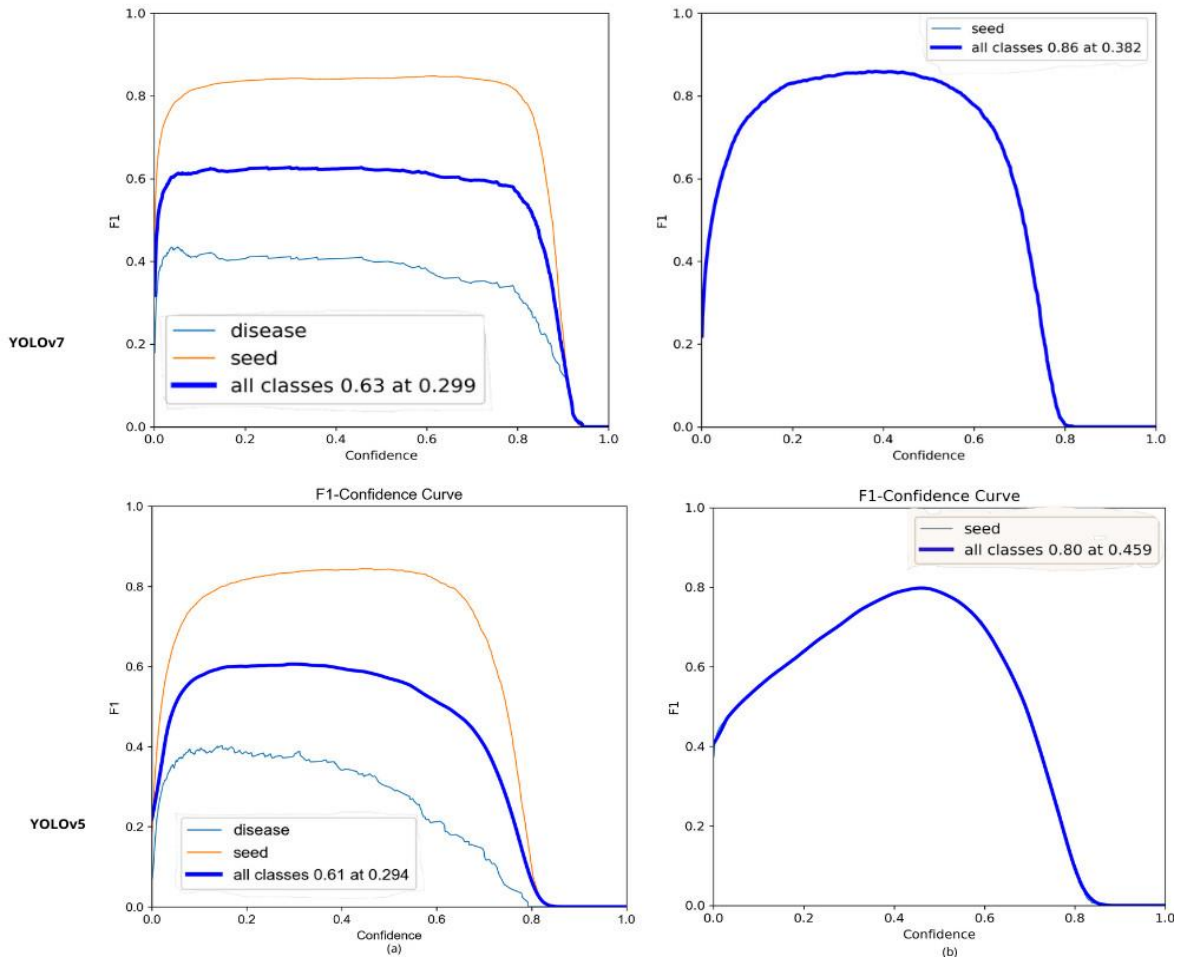 YOLOv7
1.0
0.8
0.6
0.4
0.2
0.0
F1
disease
seed
all classes 0.63 at 0.299
0.0 0.2 0.4 0.6 0.8 1.0
Confidence
1.0
0.8
0.6
0.4
0.2
0.0
F1
seed
all classes 0.86 at 0.382
0.0 0.2 0.4 0.6 0.8 1.0
Confidence
YOLOv5
F1-Confidence Curve
1.0
0.8
0.6
0.4
0.2
0.0
F1
disease
seed
all classes 0.61 at 0.294
0.0 0.2 0.4 0.6 0.8 1.0
Confidence
(a)
F1-Confidence Curve
1.0
0.8
0.6
0.4
0.2
0.0
F1
seed
all classes 0.80 at 0.459
0.0 0.2 0.4 0.6 0.8 1.0
Confidence
(b)